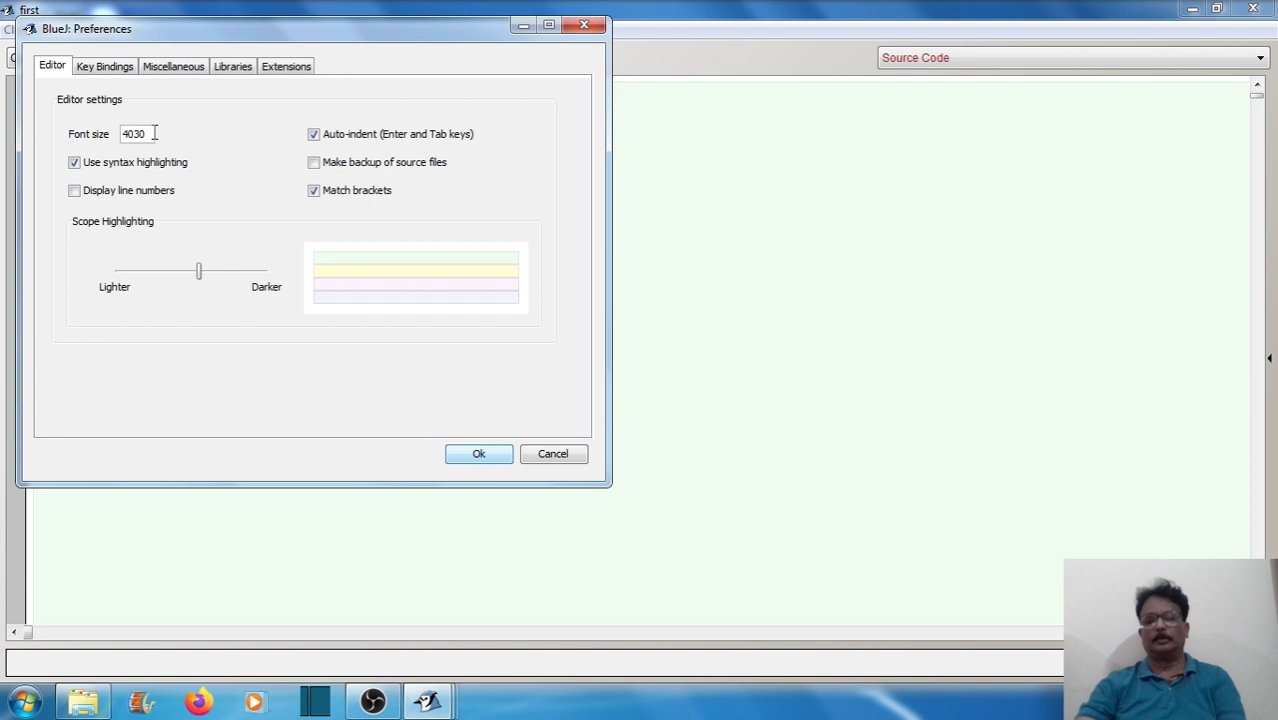 first
BlueJ: Preferences
Source Code
Editor
Key Bindings
Miscellaneous
Libraries
Extensions
Editor settings
Font size
4030
Auto-indent (Enter and Tab keys)
Use syntax highlighting
Make backup of source files
Display line numbers
Match brackets
Scope Highlighting
Lighter
Darker
Ok
Cancel